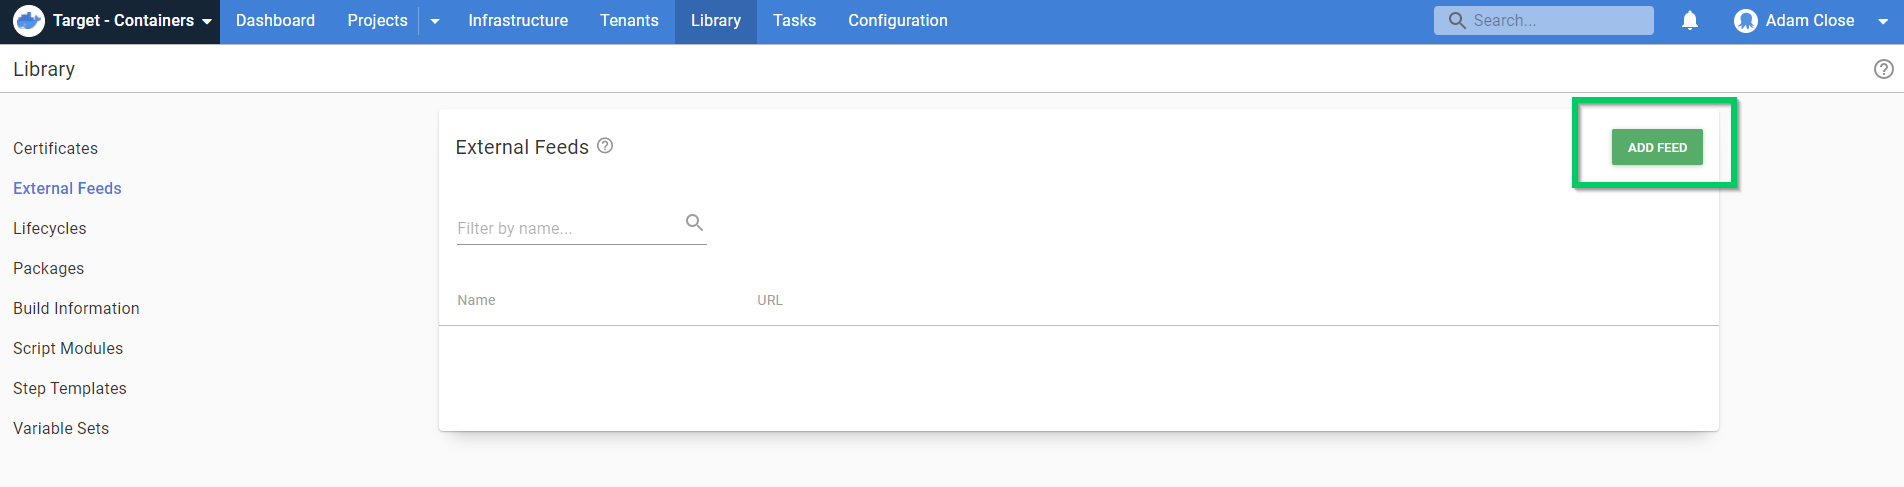 Target - Containers Dashboard Projects Infrastructure Tenants Library Tasks Configuration Search... Adam Close
Library
Certificates
External Feeds
Lifecycles
Packages
Build Information
Script Modules
Step Templates
Variable Sets
External Feeds
ADD FEED
Filter by name...
Name URL